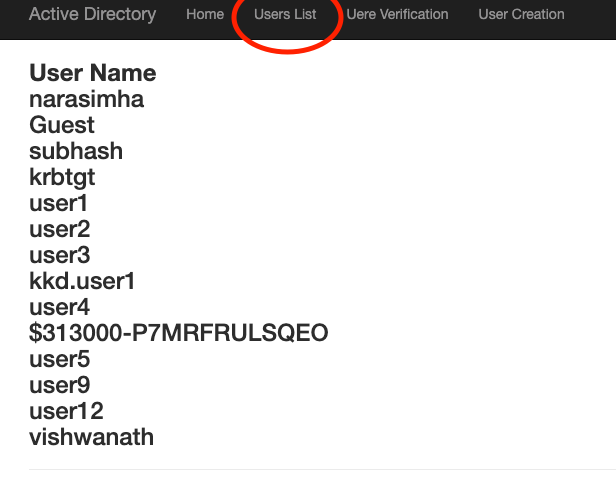 Active Directory Home Users List Uere Verification User Creation
User Name
narasimha
Guest
subhash
krbtgt
user1
user2
user3
kkd.user1
user4
$313000-P7MRFRULSQEO
user5
user9
user12
vishwanath